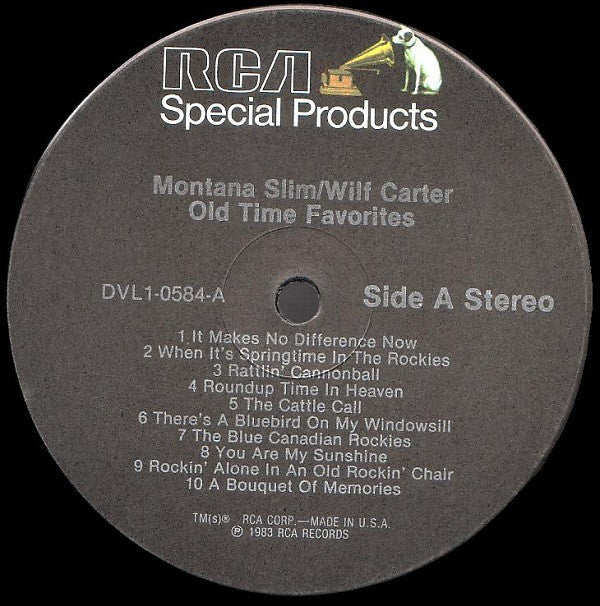 RCA
Special Products
Montana Slim/Wilf Carter
Old Time Favorites
DVL1-0584-A
Side A Stereo
1 It Makes No Difference Now
2 When It's Springtime In The Rockies
3 Rattlin' Cannonball
4 Roundup Time In Heaven
5 The Cattle Call
6 There's A Bluebird On My Windowsill
7 The Blue Canadian Rockies
8 You Are My Sunshine
9 Rockin' Alone In An Old Rockin' Chair
10 A Bouquet Of Memories
TM(s)® RCA CORP.—MADE IN U.S.A.
℗ 1983 RCA RECORDS